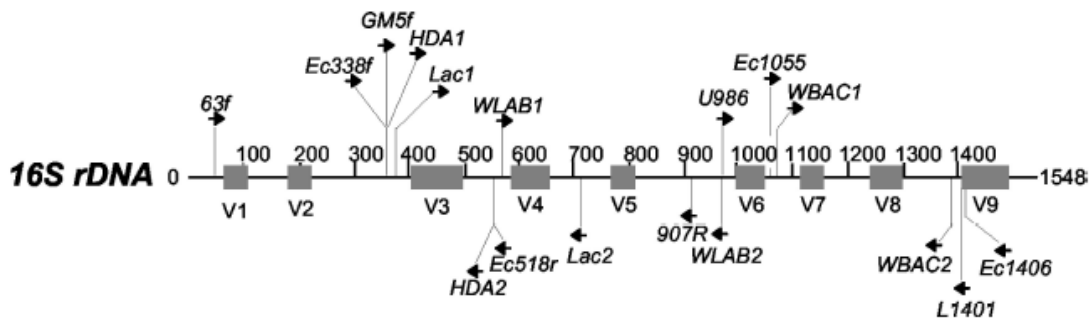 GM5f
HDA1
Ec338f
Lac1
Ec1055
63f
WLAB1
U986
WBAC1
16S rDNA 0 100 200 300 400 500 600 700 800 900 1000 1100 1200 1300 1400 1548
V1 V2 V3 V4 V5 V6 V7 V8 V9
907R
Ec518r
Lac2
WLAB2
WBAC2
Ec1406
HDA2
L1401